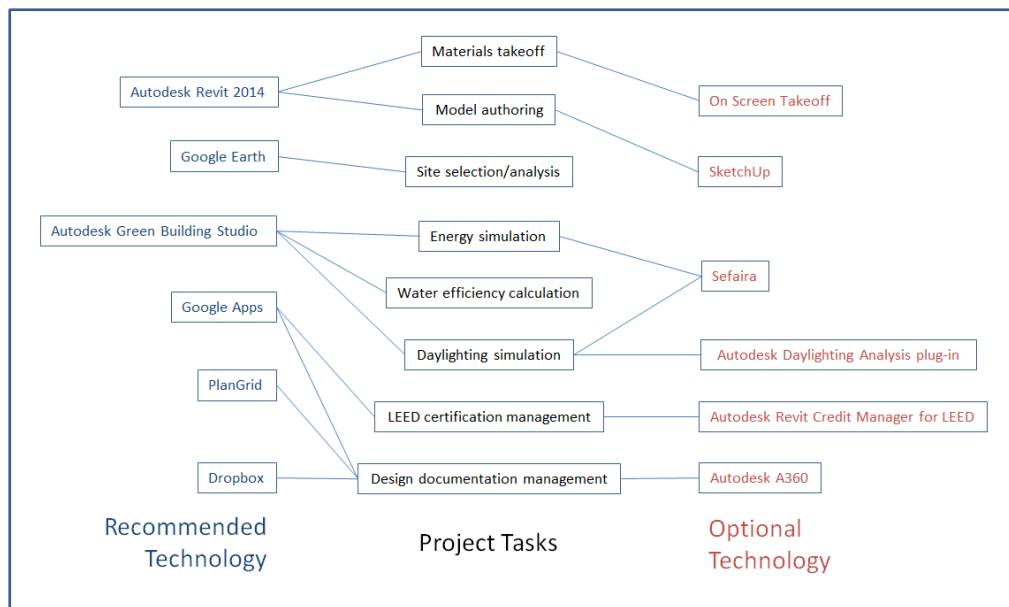 Materials takeoff
Autodesk Revit 2014
On Screen Takeoff
Model authoring
Google Earth
Site selection/analysis
SketchUp
Autodesk Green Building Studio
Energy simulation
Sefaira
Water efficiency calculation
Google Apps
Daylighting simulation
Autodesk Daylighting Analysis plug-in
PlanGrid
LEED certification management
Autodesk Revit Credit Manager for LEED
Dropbox
Design documentation management
Autodesk A360
Recommended
Technology
Project Tasks
Optional
Technology